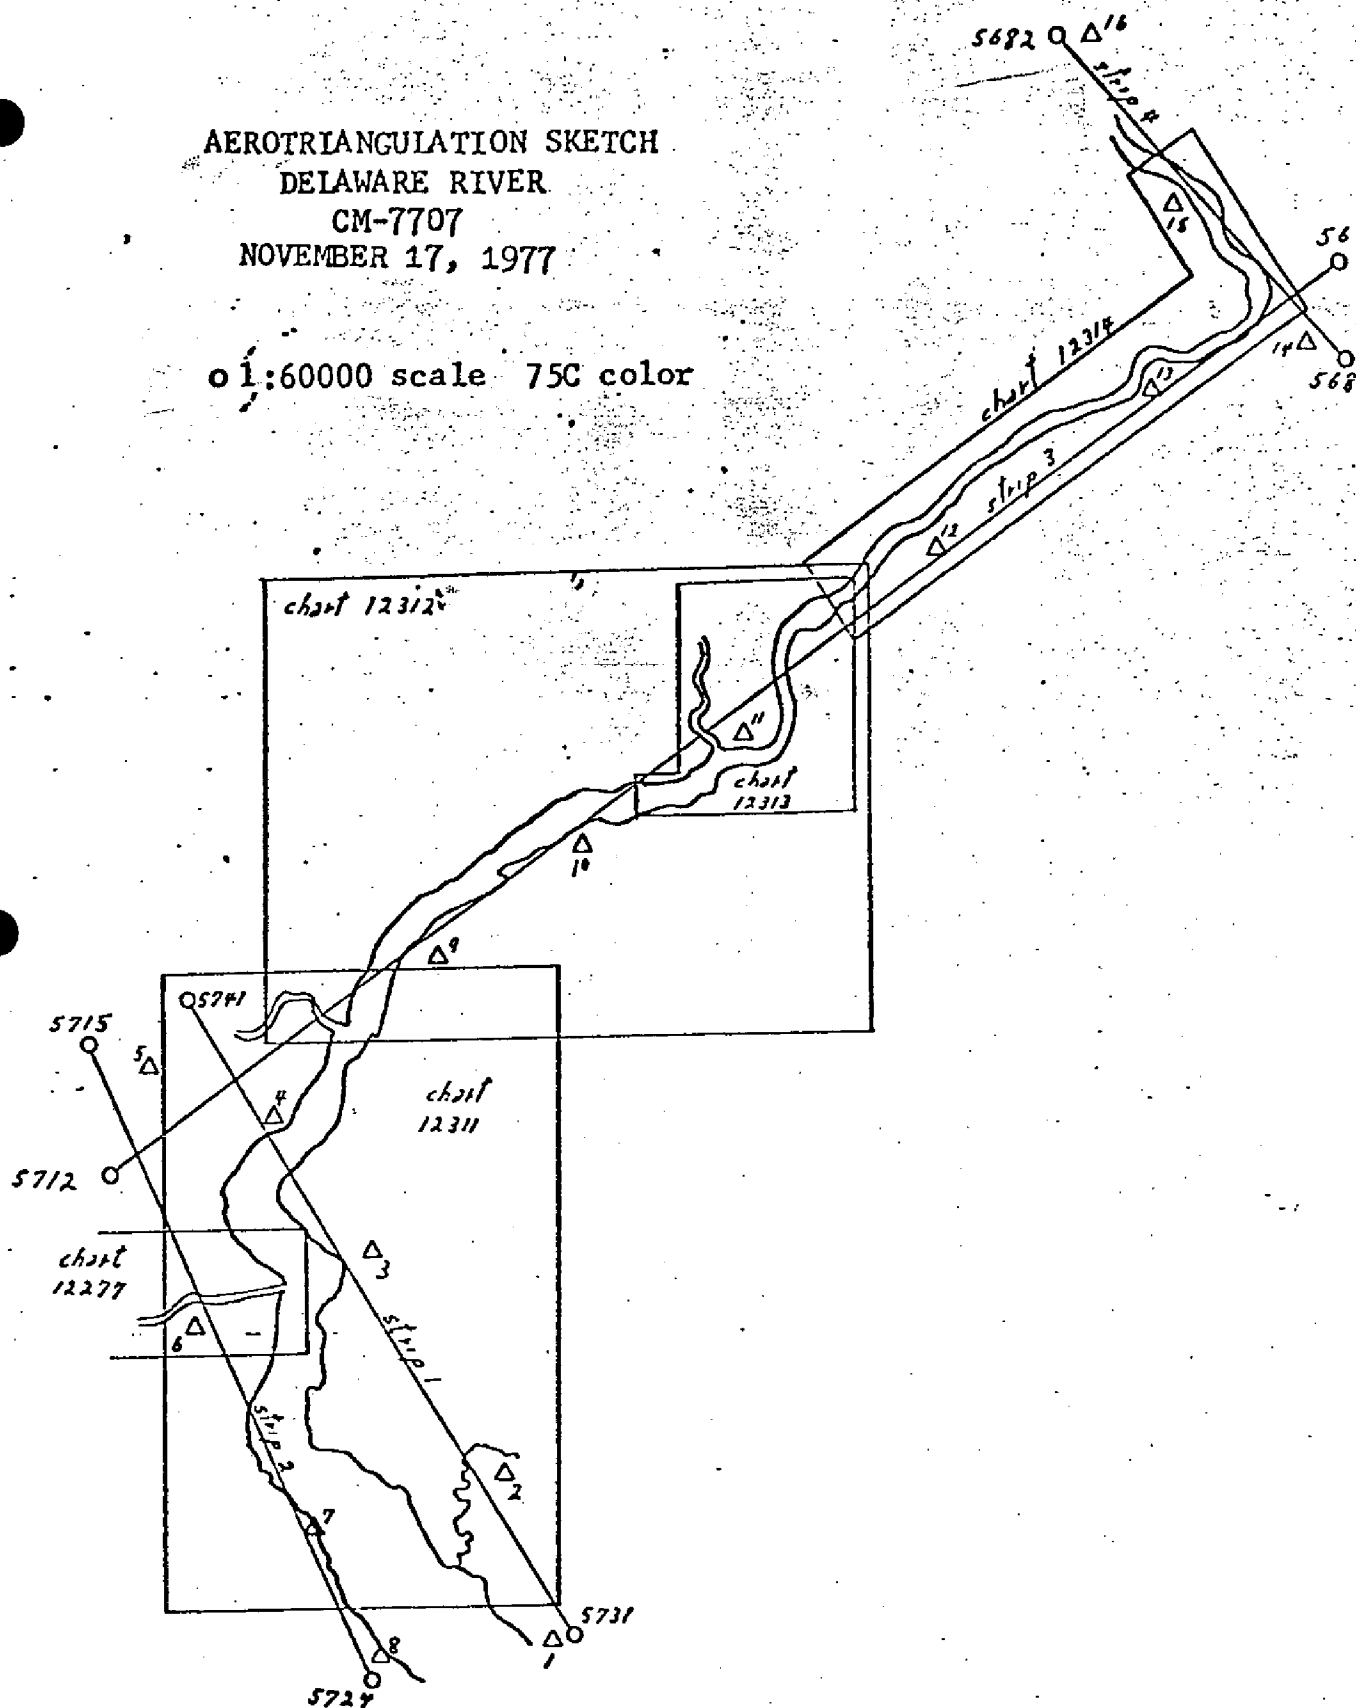 5682 16
strip 4
AEROTRIANGULATION SKETCH
DELAWARE RIVER
CM-7707
NOVEMBER 17, 1977
15
56
o 1:60000 scale 75C color
chart 12314
14
568
13
strip 3
12
chart 12312
11
chart
12313
10
9
5741
5715
5
4
chart
12311
5712
chart
12277
3
6
strip 1
strip 2
2
7
5731
1
8
5724